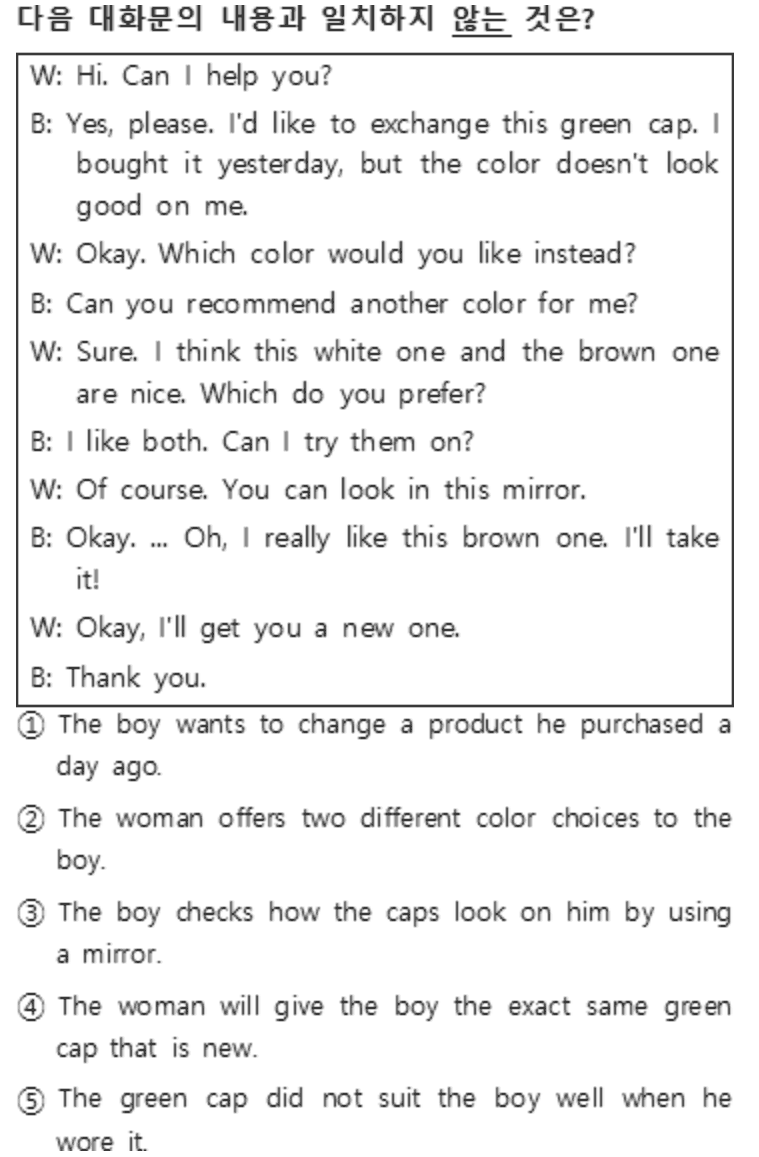 다음 대화문의 내용과 일치하지 않는 것은?
W: Hi. Can I help you?
B: Yes, please. I'd like to exchange this green cap. I
bought it yesterday, but the color doesn't look
good on me.
W: Okay. Which color would you like instead?
B: Can you recommend another color for me?
W: Sure. I think this white one and the brown one
are nice. Which do you prefer?
B: I like both. Can I try them on?
W: Of course. You can look in this mirror.
B: Okay. ... Oh, I really like this brown one. I'll take
it!
W: Okay, I'll get you a new one.
B: Thank you.
① The boy wants to change a product he purchased a
day ago.
② The woman offers two different color choices to the
boy.
③ The boy checks how the caps look on him by using
a mirror.
④ The woman will give the boy the exact same green
cap that is new.
⑤ The green cap did not suit the boy well when he
wore it.